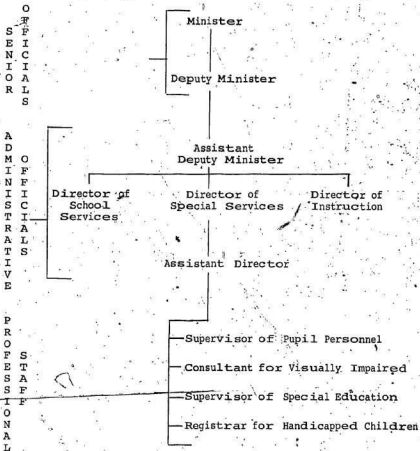 SENIOR
OFFICIALS
Minister
Deputy Minister
ADMINISTRATIVE
OFFICIALS
Assistant
Deputy Minister
Director of
School
Services
Director of
Special Services
Director of
Instruction
Assistant Director
PROFESSIONAL
STAFF
Supervisor of Pupil Personnel
Consultant for Visually Impaired
Supervisor of Special Education
Registrar for Handicapped Children